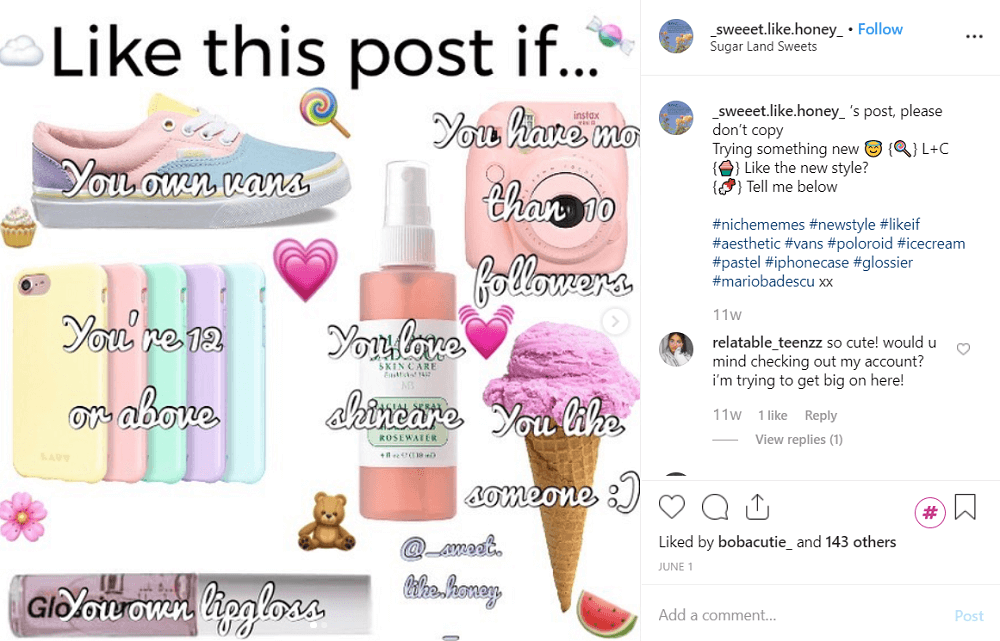 Like this post if...
instax
You have mo
You own vans
than 10
followers
You're 12
or above
You love
SKIN CARE
skincare
FACIAL SPRAY
ROSEWATER
You like
someone :)
@_sweet.
like.honey
_
You own lipgloss
_sweeet.like.honey_ • Follow
Sugar Land Sweets
_sweeet.like.honey_ 's post, please
don't copy
Trying something new 😇 {🍭} L+C
{🧁} Like the new style?
{🍬} Tell me below
#nichememes #newstyle #likeif
#aesthetic #vans #poloroid #icecream
#pastel #iphonecase #glossier
#mariobadescu xx
11w
relatable_teenzz so cute! would u
mind checking out my account?
i'm trying to get big on here!
11w 1 like Reply
View replies (1)
#
Liked by bobacutie_ and 143 others
JUNE 1
Add a comment... Post